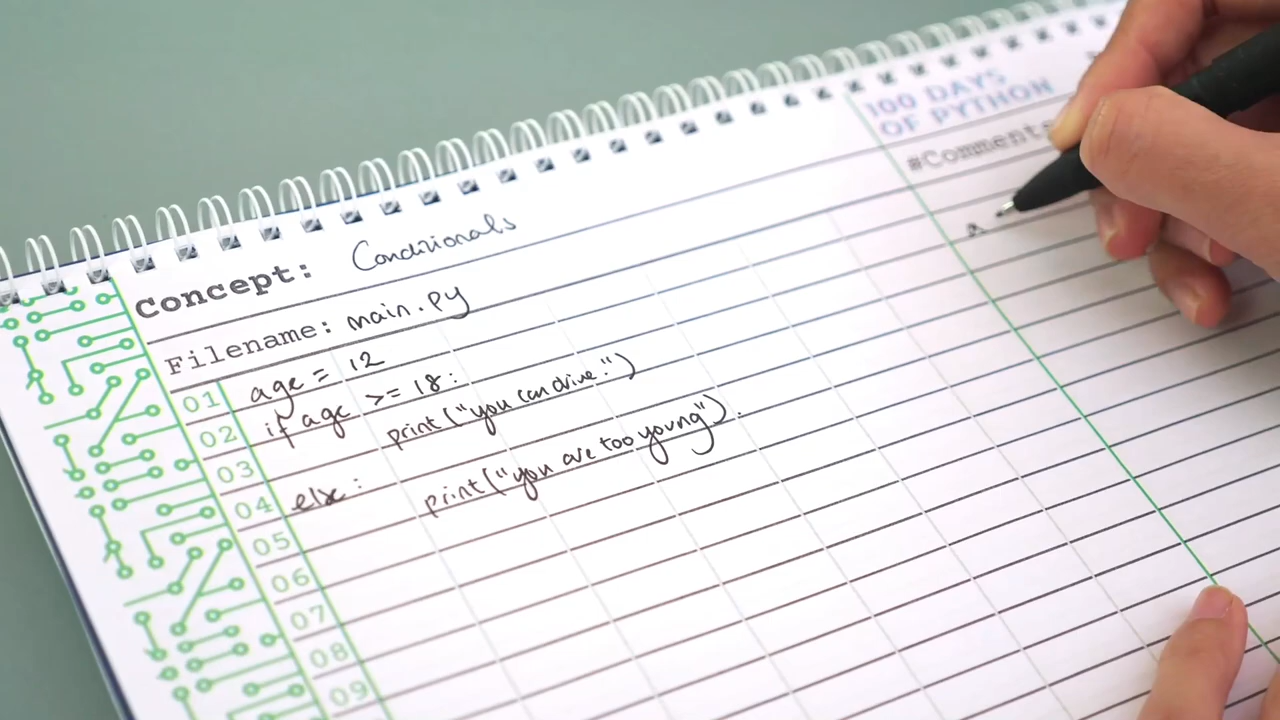 100 DAYS
OF PYTHON
Concept: Conditionals
#Comments
Filename: main.py
01 age = 12
02 if age >= 18:
03 print("you can drive!")
04 else:
05 print("you are too young").
06
07
08
09
a